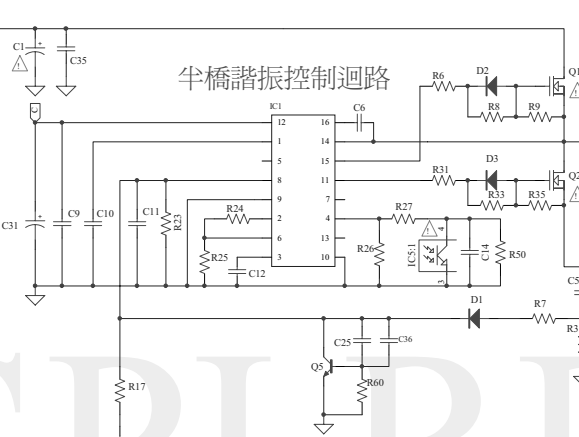 C1
C35
半橋諧振控制迴路
R6
D2
Q1
R8
R9
C
IC1
C6
12
16
1
14
5
15
8
11
9
7
2
4
6
13
3
10
R31
D3
Q2
R33
R35
C31
C9
C10
C11
R23
R24
R25
C12
R27
R26
IC5:1
4
3
C14
R50
C5
D1
R7
R3
C25
C36
Q5
R60
R17